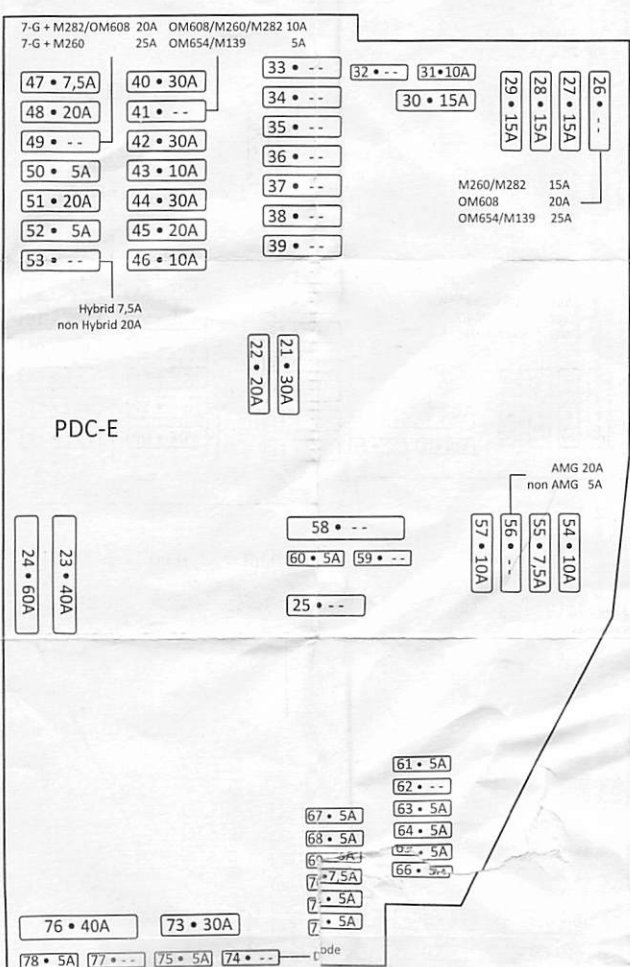 7-G + M282/OM608 20A OM608/M260/M282 10A
7-G + M260 25A OM654/M139 5A
47 • 7,5A
48 • 20A
49 • --
50 • 5A
51 • 20A
52 • 5A
53 • --
Hybrid 7,5A
non Hybrid 20A
40 • 30A
41 • --
42 • 30A
43 • 10A
44 • 30A
45 • 20A
46 • 10A
33 • --
34 • --
35 • --
36 • --
37 • --
38 • --
39 • --
32 • --
31 • 10A
30 • 15A
29 • 15A
28 • 15A
27 • 15A
26 • --
M260/M282 15A
OM608 20A
OM654/M139 25A
22 • 20A
21 • 30A
PDC-E
AMG 20A
non AMG 5A
24 • 60A
23 • 40A
58 • --
60 • 5A
59 • --
25 • --
57 • 10A
56 • --
55 • 7,5A
54 • 10A
61 • 5A
62 • --
63 • 5A
64 • 5A
• 5A
66 •
67 • 5A
68 • 5A
• 7,5A
• 5A
• 5A
76 • 40A
73 • 30A
78 • 5A
77 • --
75 • 5A
74 • --